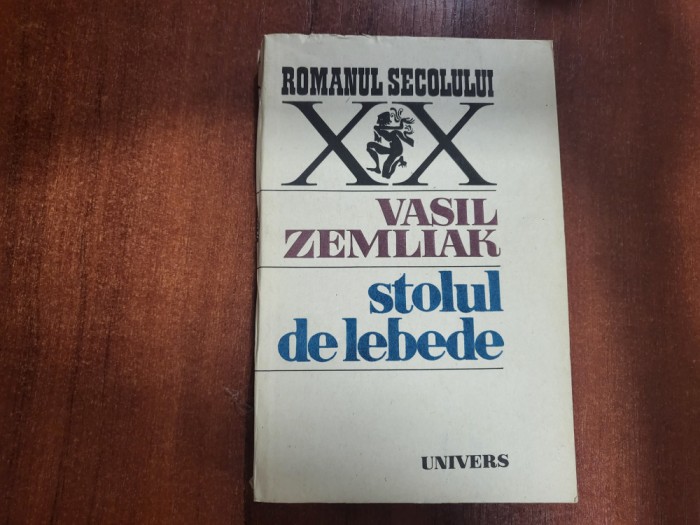 ROMANUL SECOLULUI
XX
VASIL
ZEMLIAK
stolul
de lebede
UNIVERS